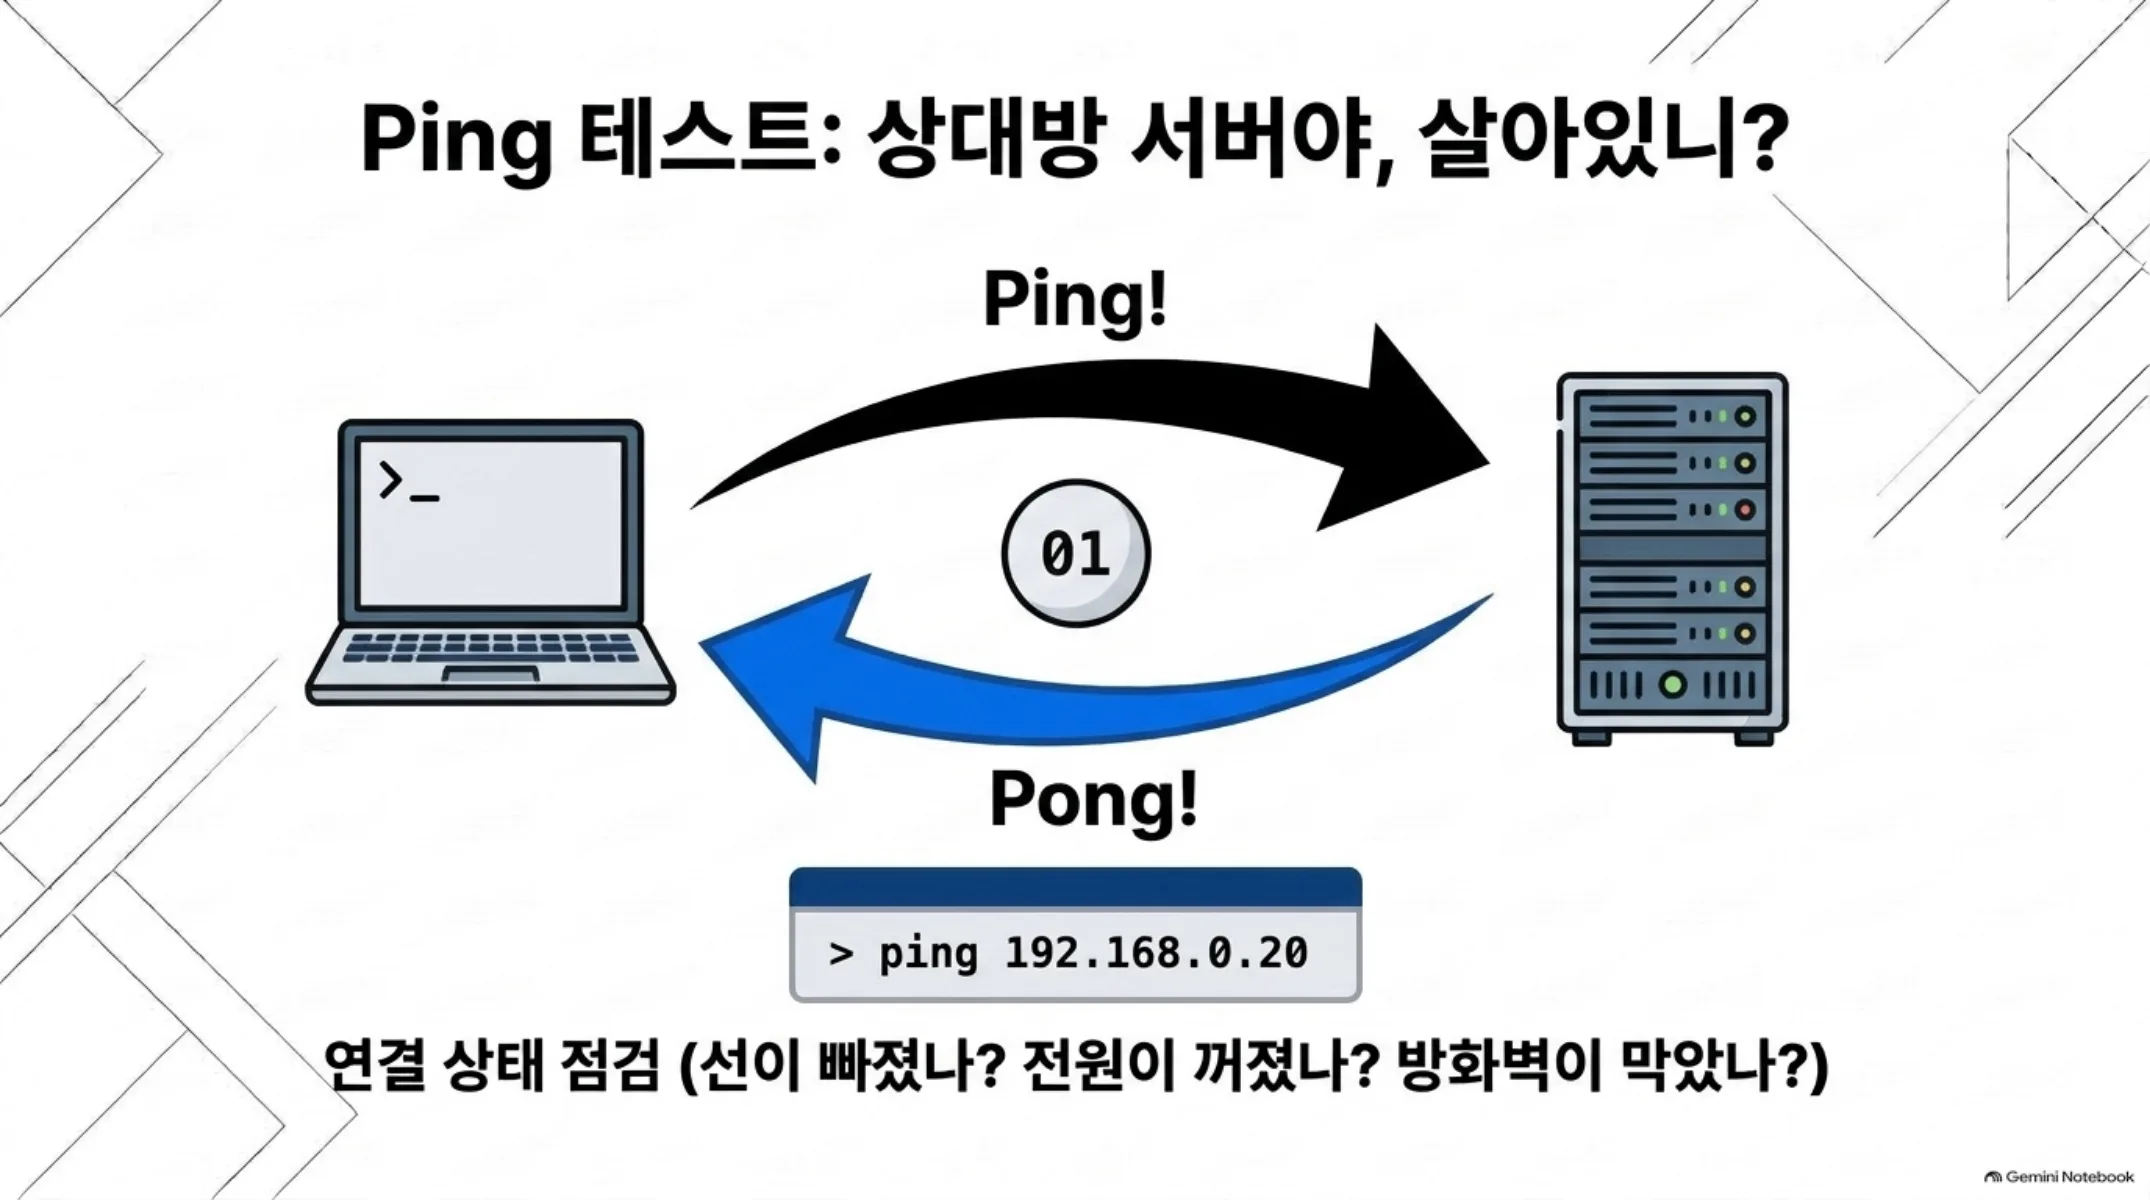 Ping 테스트: 상대방 서버야, 살아있니?
Ping!
>_
01
Pong!
> ping 192.168.0.20
연결 상태 점검 (선이 빠졌나? 전원이 꺼졌나? 방화벽이 막았나?)
Gemini Notebook